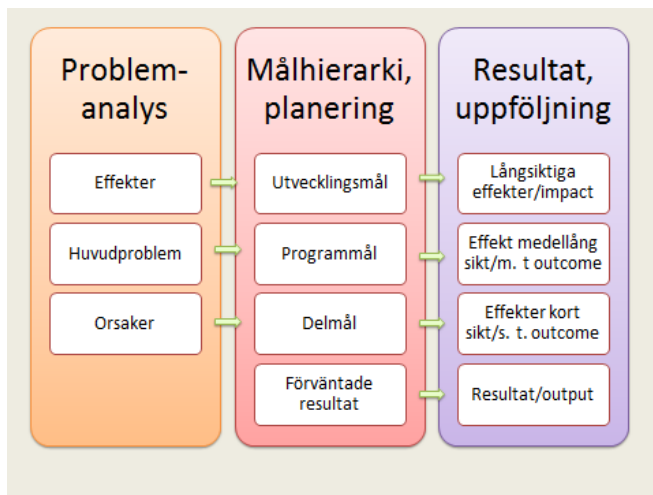 Problem-
analys
Effekter
Huvudproblem
Orsaker
Målhierarki,
planering
Utvecklingsmål
Programmål
Delmål
Förväntade
resultat
Resultat,
uppföljning
Långsiktiga
effekter/impact
Effekt medellång
sikt/m. t outcome
Effekter kort
sikt/s. t. outcome
Resultat/output